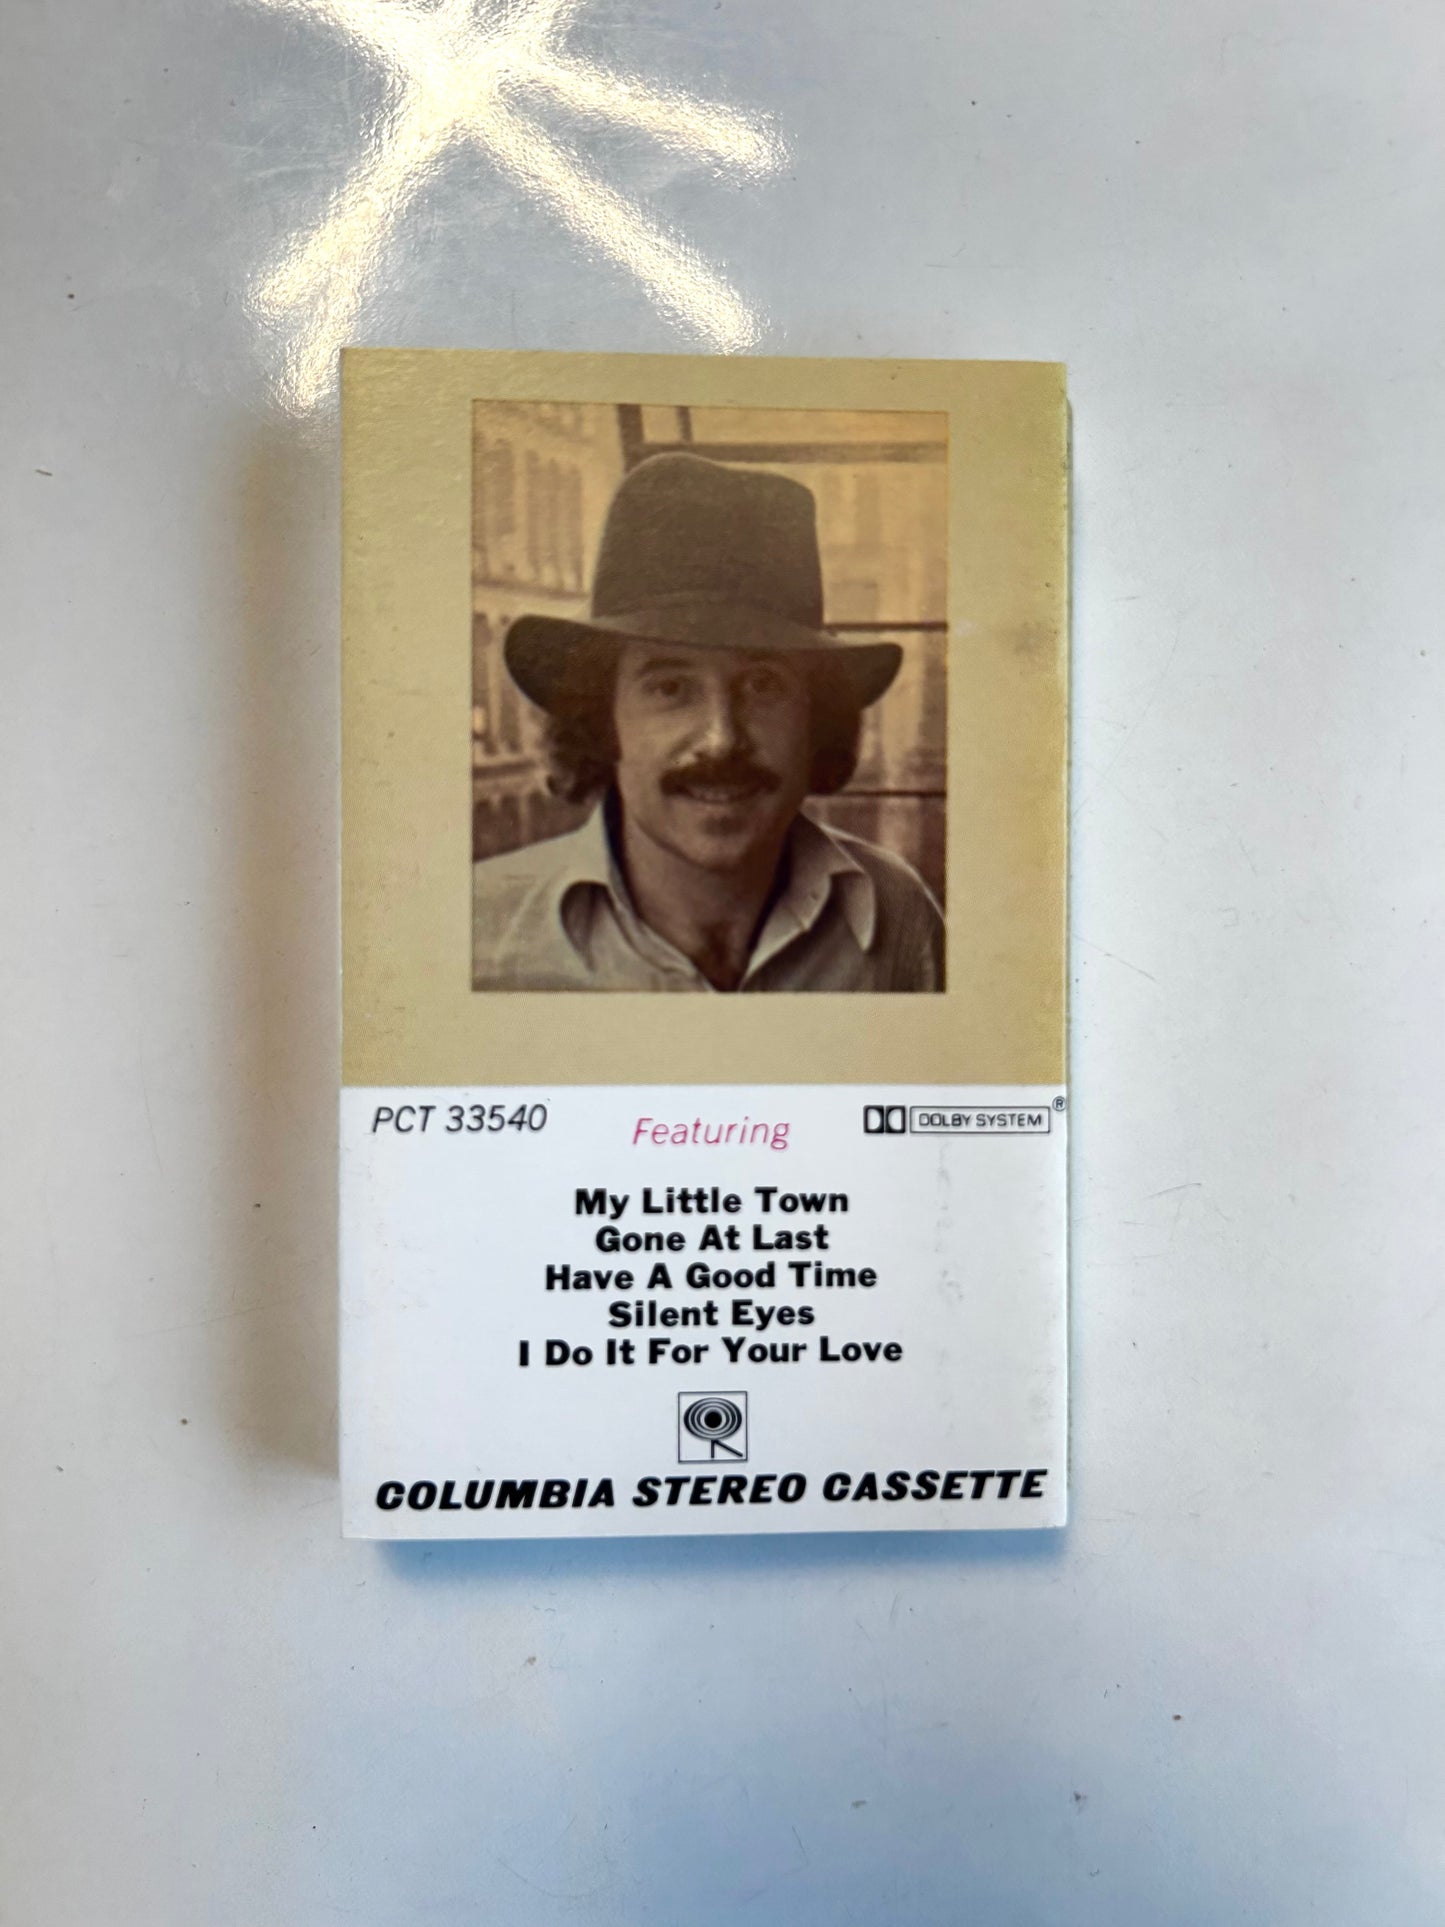 PCT 33540
Featuring
DOLBY SYSTEM ®
My Little Town
Gone At Last
Have A Good Time
Silent Eyes
I Do It For Your Love
COLUMBIA STEREO CASSETTE